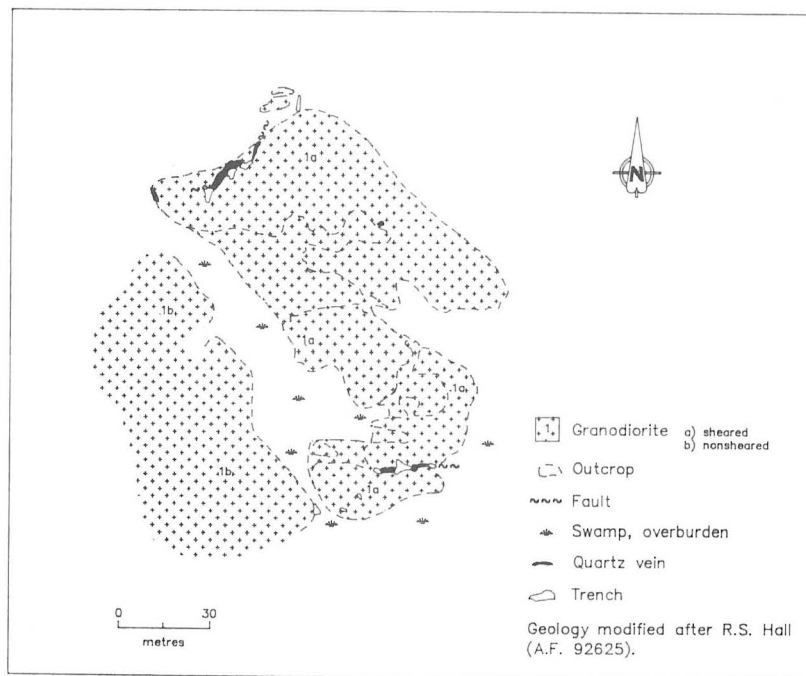 1a
N
1b
1a
1a
1b
1a
1 Granodiorite a) sheared
b) nonsheared
Outcrop
Fault
Swamp, overburden
Quartz vein
Trench
0 30
metres
Geology modified after R.S. Hall
(A.F. 92625).